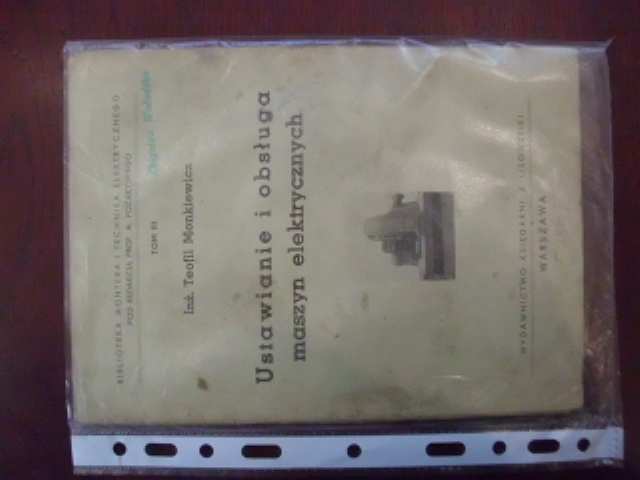 BIBLIOTEKA MONTERA I TECHNIKA ELEKTRYCZNEGO
POD REDAKCJĄ PROF. A. POŻARYSKIEGO
TOM III
Inż. Teofil Monkiewicz
Ustawianie i obsługa
maszyn elektrycznych
WYDAWNICTWO KSIĘGARNI
WARSZAWA